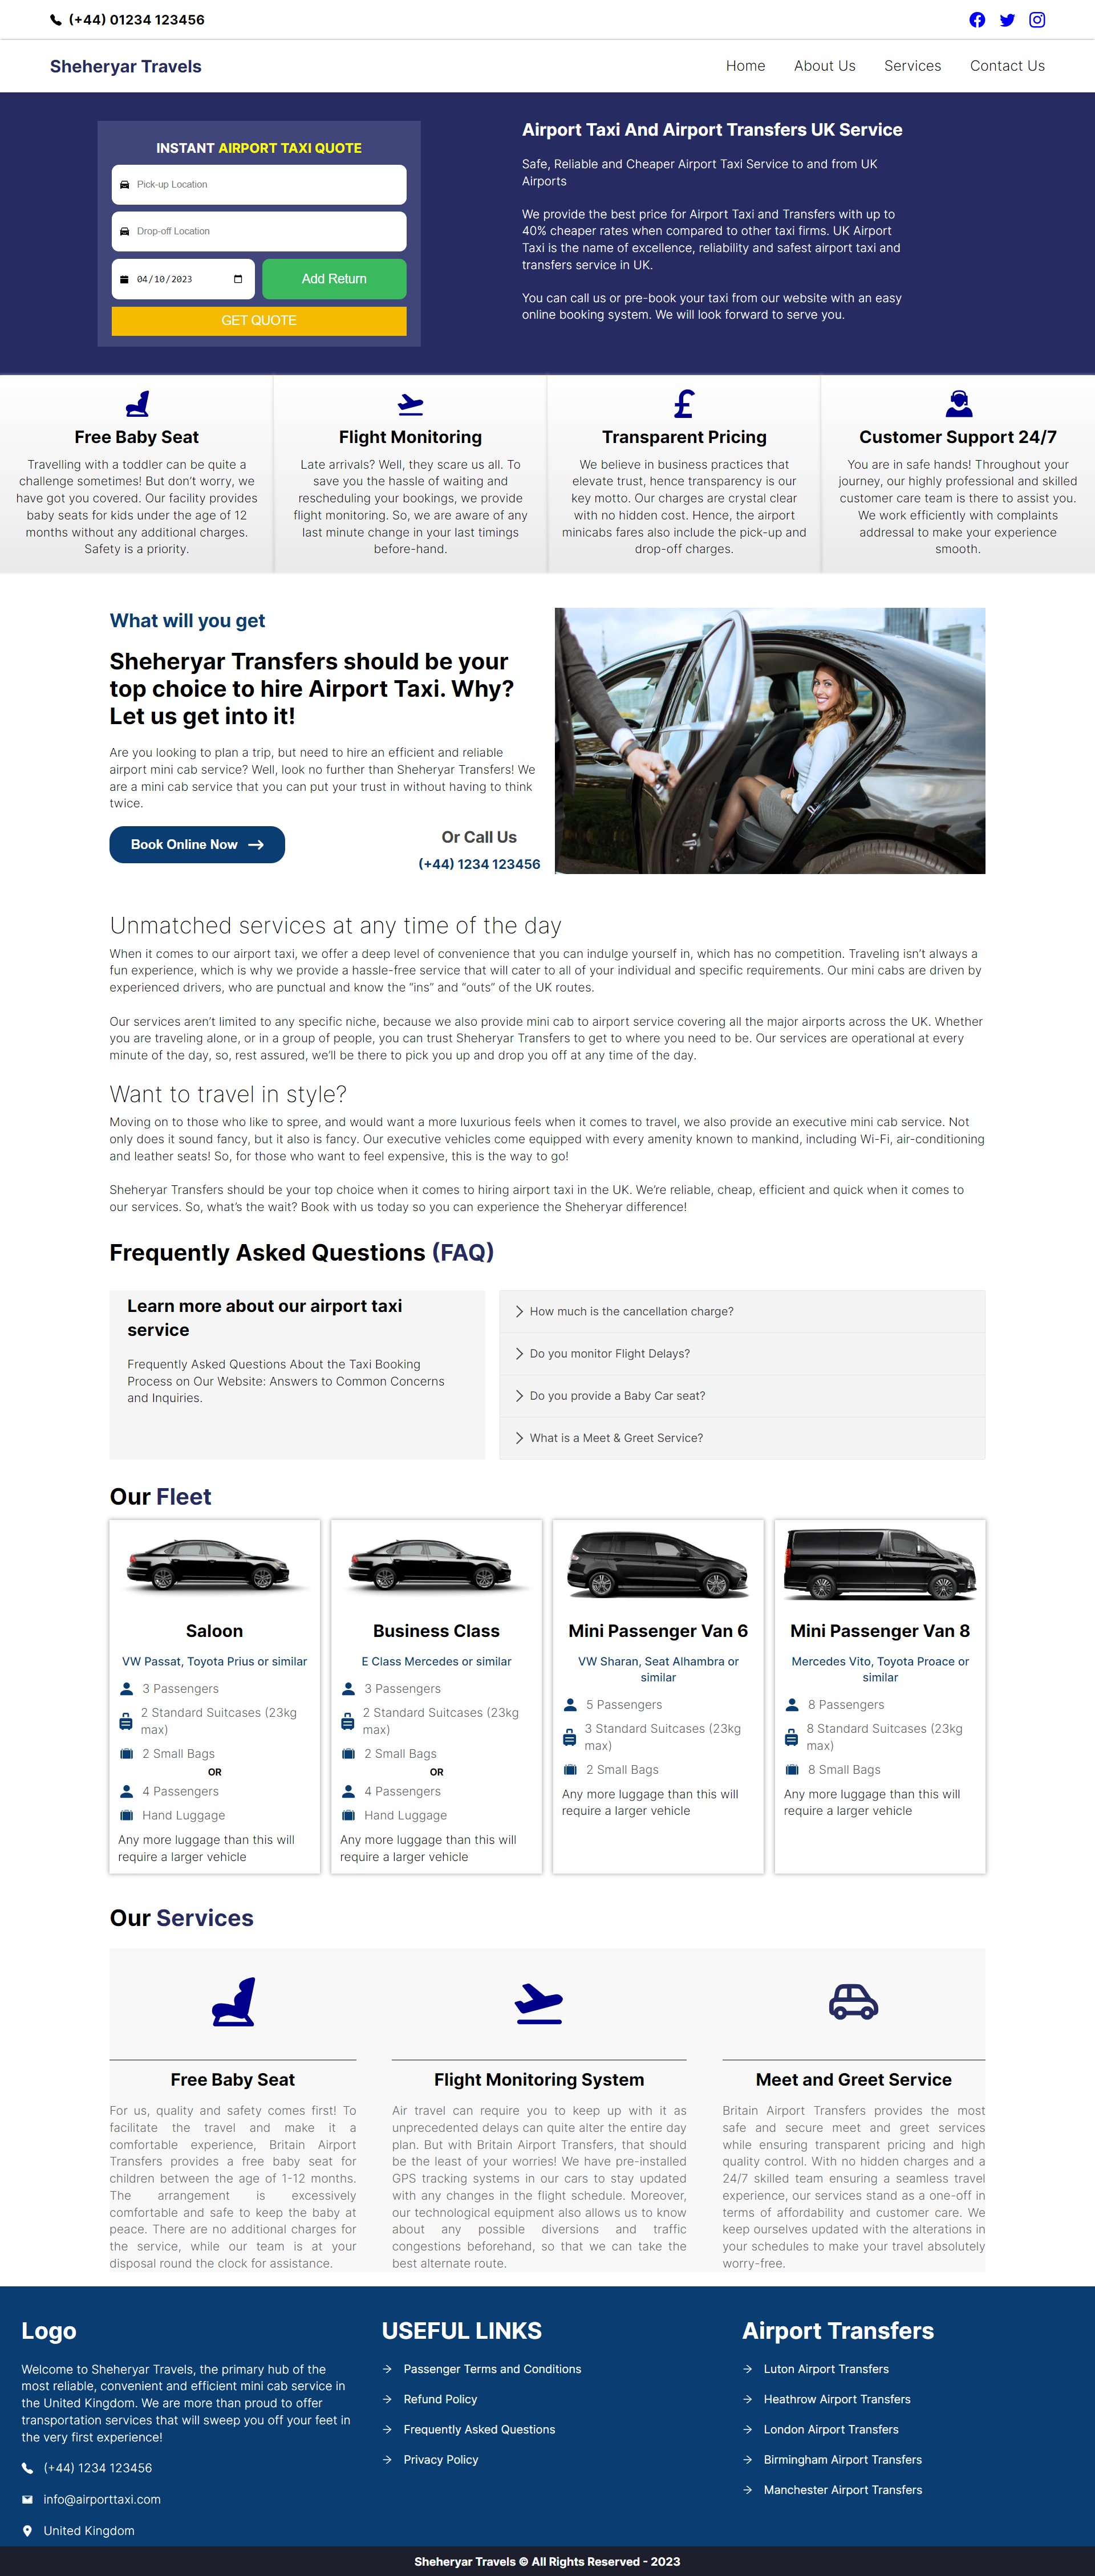 (+44) 01234 123456
Sheheryar Travels
Home About Us Services Contact Us
INSTANT AIRPORT TAXI QUOTE
Pick-up Location
Drop-off Location
04/10/2023
Add Return
GET QUOTE
Airport Taxi And Airport Transfers UK Service
Safe, Reliable and Cheaper Airport Taxi Service to and from UK
Airports
We provide the best price for Airport Taxi and Transfers with up to
40% cheaper rates when compared to other taxi firms. UK Airport
Taxi is the name of excellence, reliability and safest airport taxi and
transfers service in UK.
You can call us or pre-book your taxi from our website with an easy
online booking system. We will look forward to serve you.
Free Baby Seat
Travelling with a toddler can be quite a
challenge sometimes! But don't worry, we
have got you covered. Our facility provides
baby seats for kids under the age of 12
months without any additional charges.
Safety is a priority.
Flight Monitoring
Late arrivals? Well, they scare us all. To
save you the hassle of waiting and
rescheduling your bookings, we provide
flight monitoring. So, we are aware of any
last minute change in your last timings
before-hand.
Transparent Pricing
We believe in business practices that
elevate trust, hence transparency is our
key motto. Our charges are crystal clear
with no hidden cost. Hence, the airport
minicabs fares also include the pick-up and
drop-off charges.
Customer Support 24/7
You are in safe hands! Throughout your
journey, our highly professional and skilled
customer care team is there to assist you.
We work efficiently with complaints
addressal to make your experience
smooth.
What will you get
Sheheryar Transfers should be your
top choice to hire Airport Taxi. Why?
Let us get into it!
Are you looking to plan a trip, but need to hire an efficient and reliable
airport mini cab service? Well, look no further than Sheheryar Transfers! We
are a mini cab service that you can put your trust in without having to think
twice.
Book Online Now
Or Call Us
(+44) 1234 123456
Unmatched services at any time of the day
When it comes to our airport taxi, we offer a deep level of convenience that you can indulge yourself in, which has no competition. Traveling isn't always a
fun experience, which is why we provide a hassle-free service that will cater to all of your individual and specific requirements. Our mini cabs are driven by
experienced drivers, who are punctual and know the "ins" and "outs" of the UK routes.
Our services aren't limited to any specific niche, because we also provide mini cab to airport service covering all the major airports across the UK. Whether
you are traveling alone, or in a group of people, you can trust Sheheryar Transfers to get to where you need to be. Our services are operational at every
minute of the day, so, rest assured, we'll be there to pick you up and drop you off at any time of the day.
Want to travel in style?
Moving on to those who like to spree, and would want a more luxurious feels when it comes to travel, we also provide an executive mini cab service. Not
only does it sound fancy, but it also is fancy. Our executive vehicles come equipped with every amenity known to mankind, including Wi-Fi, air-conditioning
and leather seats! So, for those who want to feel expensive, this is the way to go!
Sheheryar Transfers should be your top choice when it comes to hiring airport taxi in the UK. We're reliable, cheap, efficient and quick when it comes to
our services. So, what's the wait? Book with us today so you can experience the Sheheryar difference!
Frequently Asked Questions (FAQ)
Learn more about our airport taxi
service
Frequently Asked Questions About the Taxi Booking
Process on Our Website: Answers to Common Concerns
and Inquiries.
How much is the cancellation charge?
Do you monitor Flight Delays?
Do you provide a Baby Car seat?
What is a Meet & Greet Service?
Our Fleet
Saloon
VW Passat, Toyota Prius or similar
3 Passengers
2 Standard Suitcases (23kg
max)
2 Small Bags
OR
4 Passengers
Hand Luggage
Any more luggage than this will
require a larger vehicle
Business Class
E Class Mercedes or similar
3 Passengers
2 Standard Suitcases (23kg
max)
2 Small Bags
OR
4 Passengers
Hand Luggage
Any more luggage than this will
require a larger vehicle
Mini Passenger Van 6
VW Sharan, Seat Alhambra or
similar
5 Passengers
3 Standard Suitcases (23kg
max)
2 Small Bags
Any more luggage than this will
require a larger vehicle
Mini Passenger Van 8
Mercedes Vito, Toyota Proace or
similar
8 Passengers
8 Standard Suitcases (23kg
max)
8 Small Bags
Any more luggage than this will
require a larger vehicle
Our Services
Free Baby Seat
For us, quality and safety comes first! To
facilitate the travel and make it a
comfortable experience, Britain Airport
Transfers provides a free baby seat for
children between the age of 1-12 months.
The arrangement is excessively
comfortable and safe to keep the baby at
peace. There are no additional charges for
the service, while our team is at your
disposal round the clock for assistance.
Flight Monitoring System
Air travel can require you to keep up with it as
unprecedented delays can quite alter the entire day
plan. But with Britain Airport Transfers, that should
be the least of your worries! We have pre-installed
GPS tracking systems in our cars to stay updated
with any changes in the flight schedule. Moreover,
our technological equipment also allows us to know
about any possible diversions and traffic
congestions beforehand, so that we can take the
best alternate route.
Meet and Greet Service
Britain Airport Transfers provides the most
safe and secure meet and greet services
while ensuring transparent pricing and high
quality control. With no hidden charges and a
24/7 skilled team ensuring a seamless travel
experience, our services stand as a one-off in
terms of affordability and customer care. We
keep ourselves updated with the alterations in
your schedules to make your travel absolutely
worry-free.
Logo
Welcome to Sheheryar Travels, the primary hub of the
most reliable, convenient and efficient mini cab service in
the United Kingdom. We are more than proud to offer
transportation services that will sweep you off your feet in
the very first experience!
(+44) 1234 123456
info@airporttaxi.com
United Kingdom
USEFUL LINKS
Passenger Terms and Conditions
Refund Policy
Frequently Asked Questions
Privacy Policy
Airport Transfers
Luton Airport Transfers
Heathrow Airport Transfers
London Airport Transfers
Birmingham Airport Transfers
Manchester Airport Transfers
Sheheryar Travels © All Rights Reserved - 2023